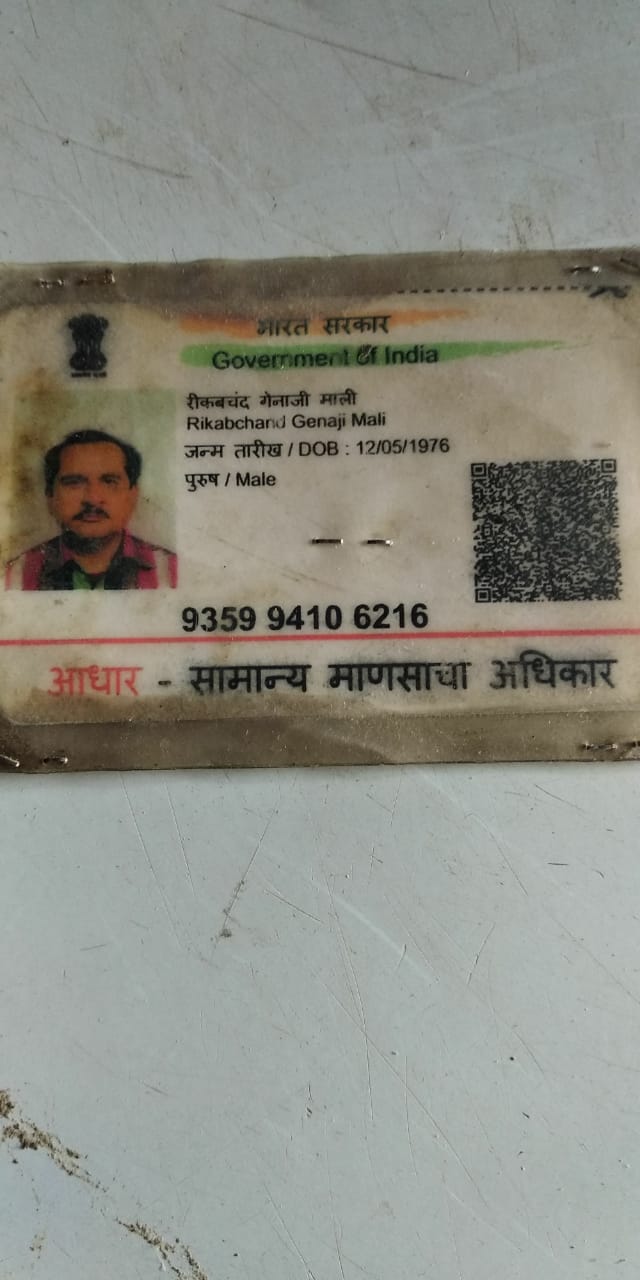 भारत सरकार
Government of India
रीकबचंद गेनाजी माली
Rikabchand Genaji Mali
जन्म तारीख / DOB : 12/05/1976
पुरुष / Male
9359 9410 6216
आधार - सामान्य माणसाचा अधिकार